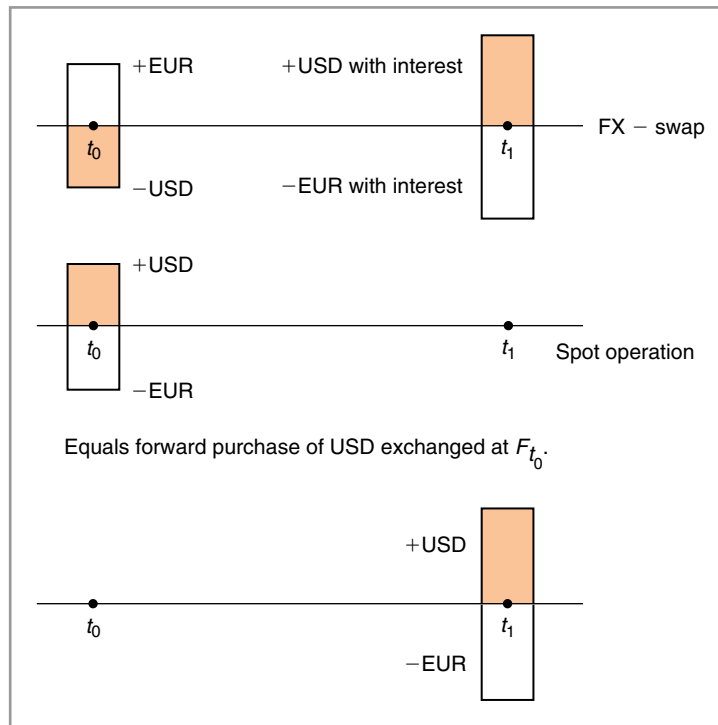 +EUR
+USD with interest
FX – swap
t0
t1
−USD
−EUR with interest
+USD
t0
t1
Spot operation
−EUR
Equals forward purchase of USD exchanged at Ft0.
+USD
t0
t1
−EUR